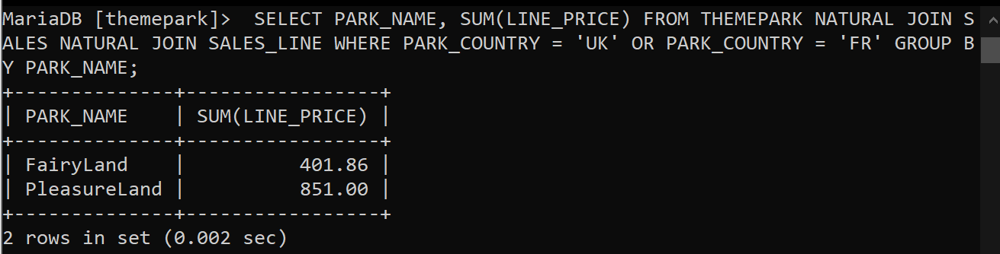 MariaDB [themepark]>  SELECT PARK_NAME, SUM(LINE_PRICE) FROM THEMEPARK NATURAL JOIN S
ALES NATURAL JOIN SALES_LINE WHERE PARK_COUNTRY = 'UK' OR PARK_COUNTRY = 'FR' GROUP B
Y PARK_NAME;
+--------------+-----------------+
| PARK_NAME    | SUM(LINE_PRICE) |
+--------------+-----------------+
| FairyLand    |          401.86 |
| PleasureLand |          851.00 |
+--------------+-----------------+
2 rows in set (0.002 sec)